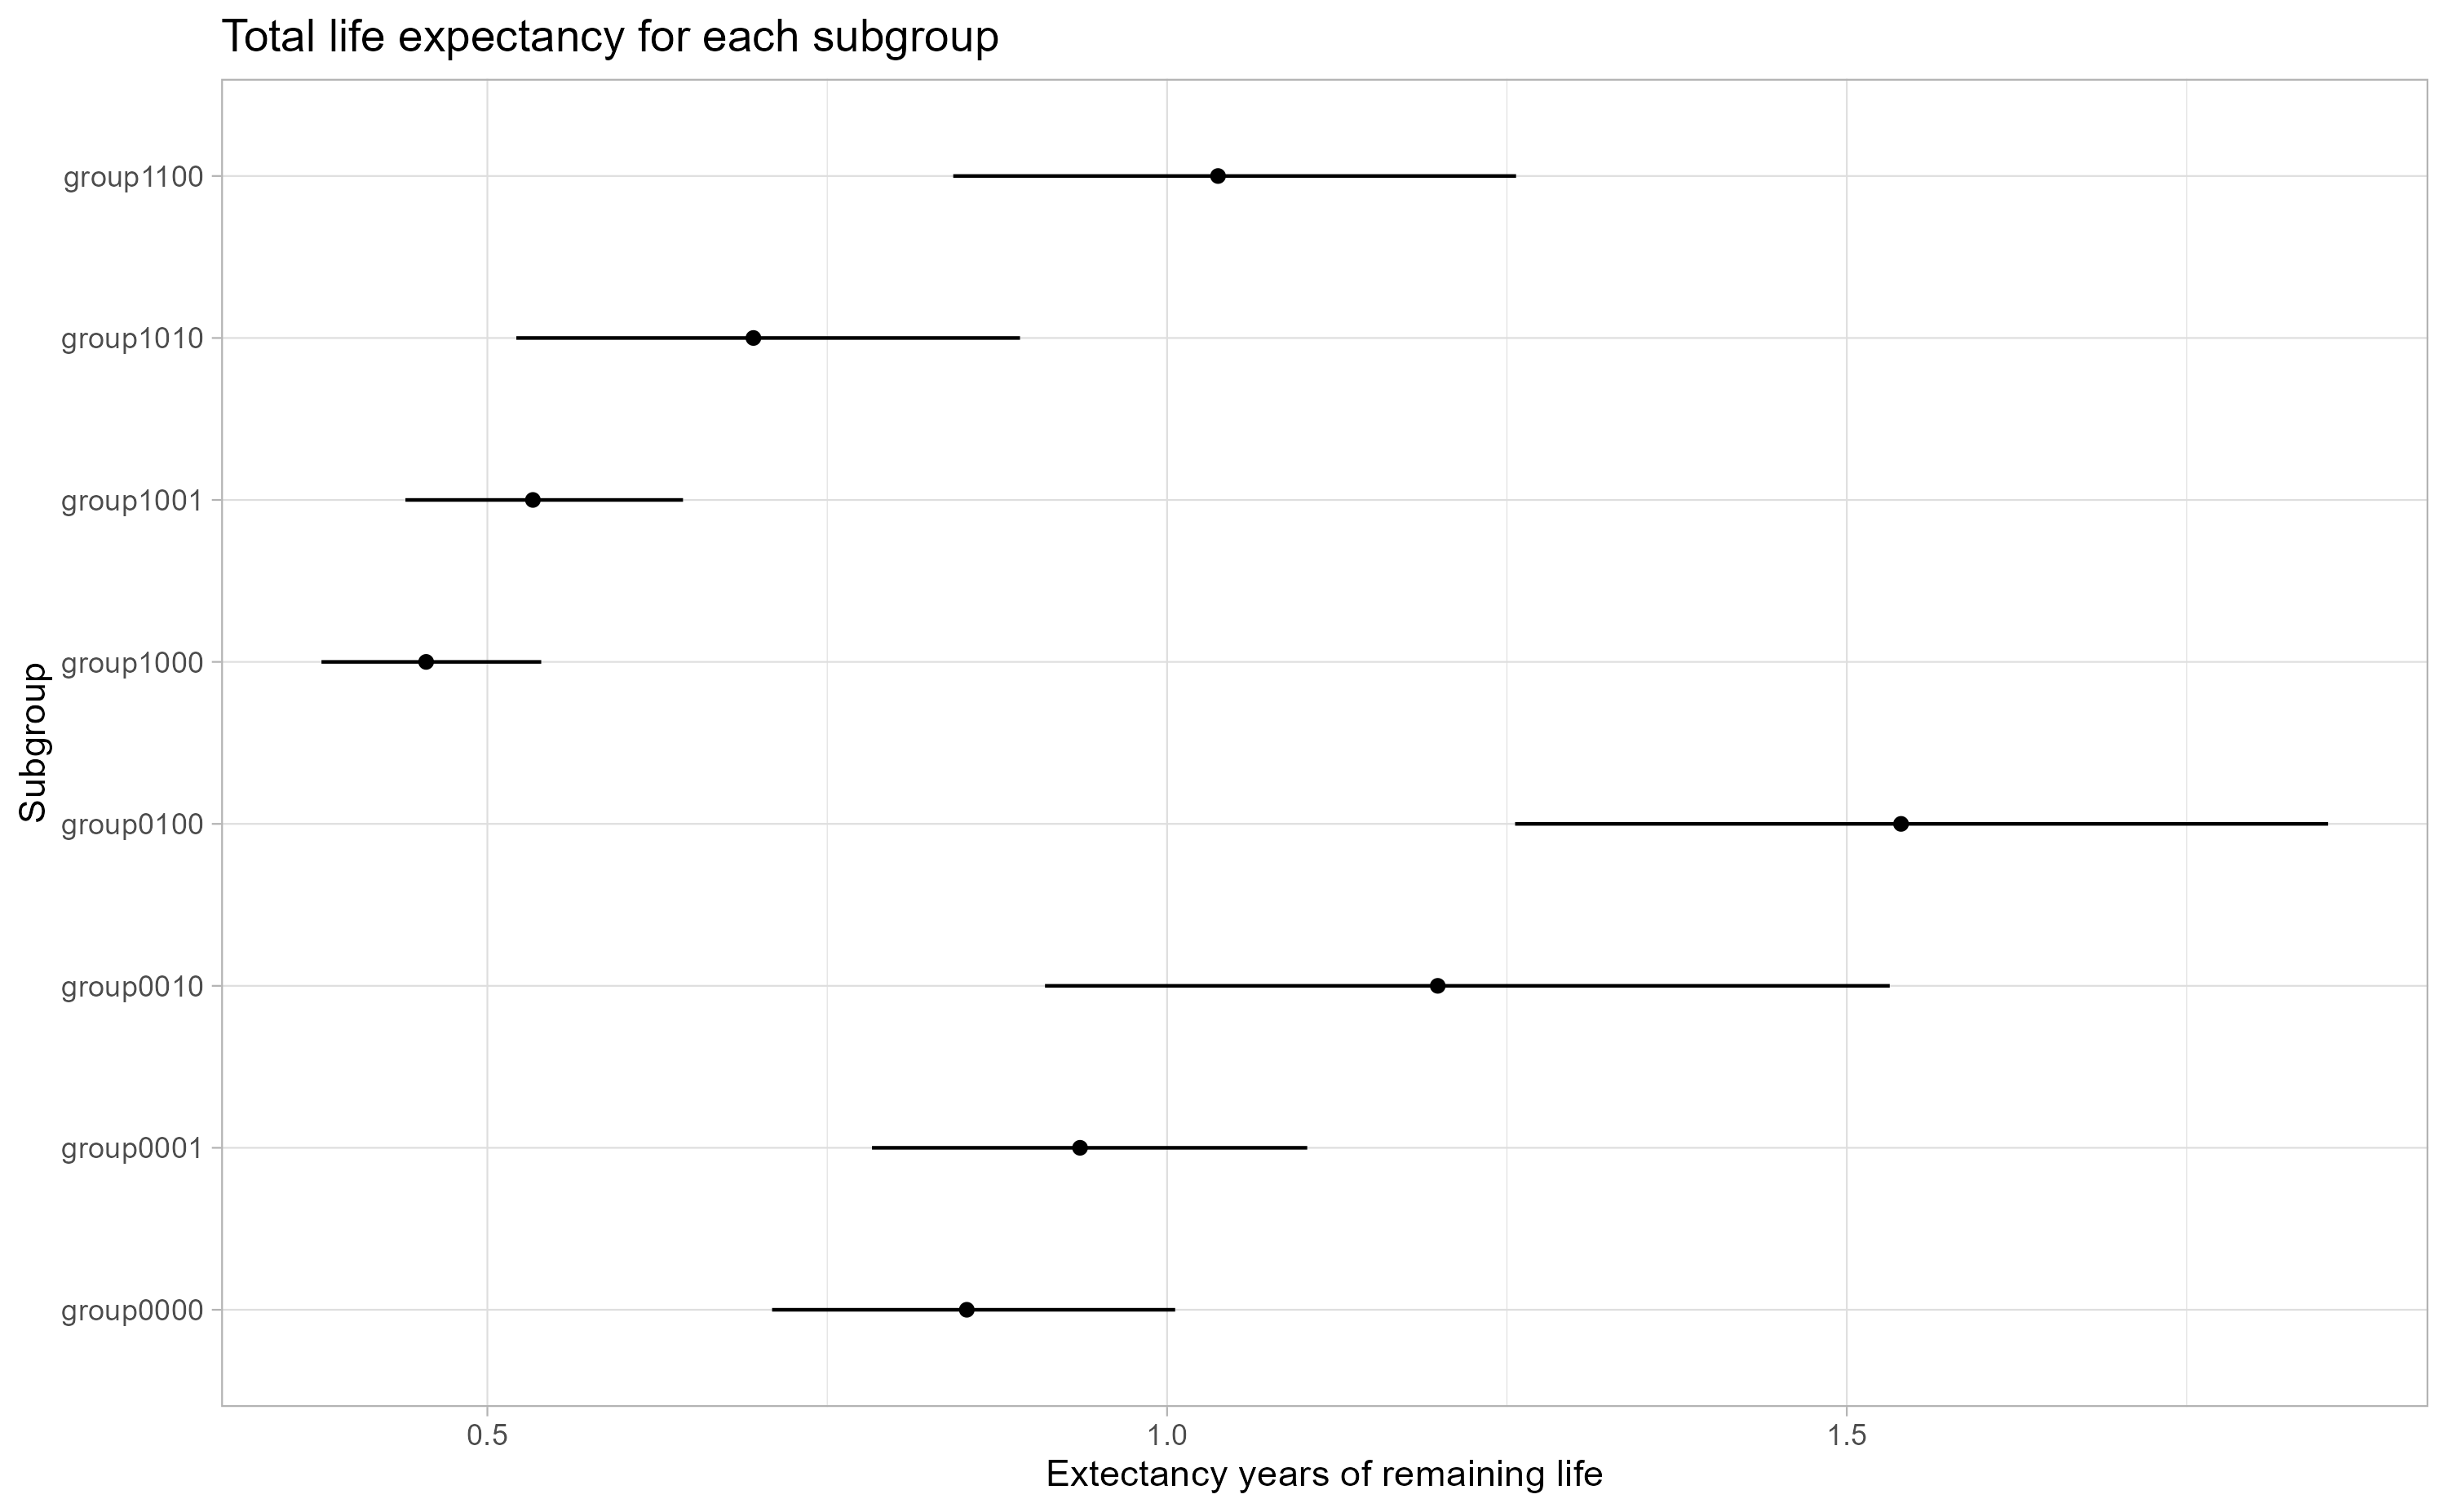 Total life expectancy for each subgroup
Subgroup
group1100
group1010
group1001
group1000
group0100
group0010
group0001
group0000
0.5
1.0
1.5
Extectancy years of remaining life